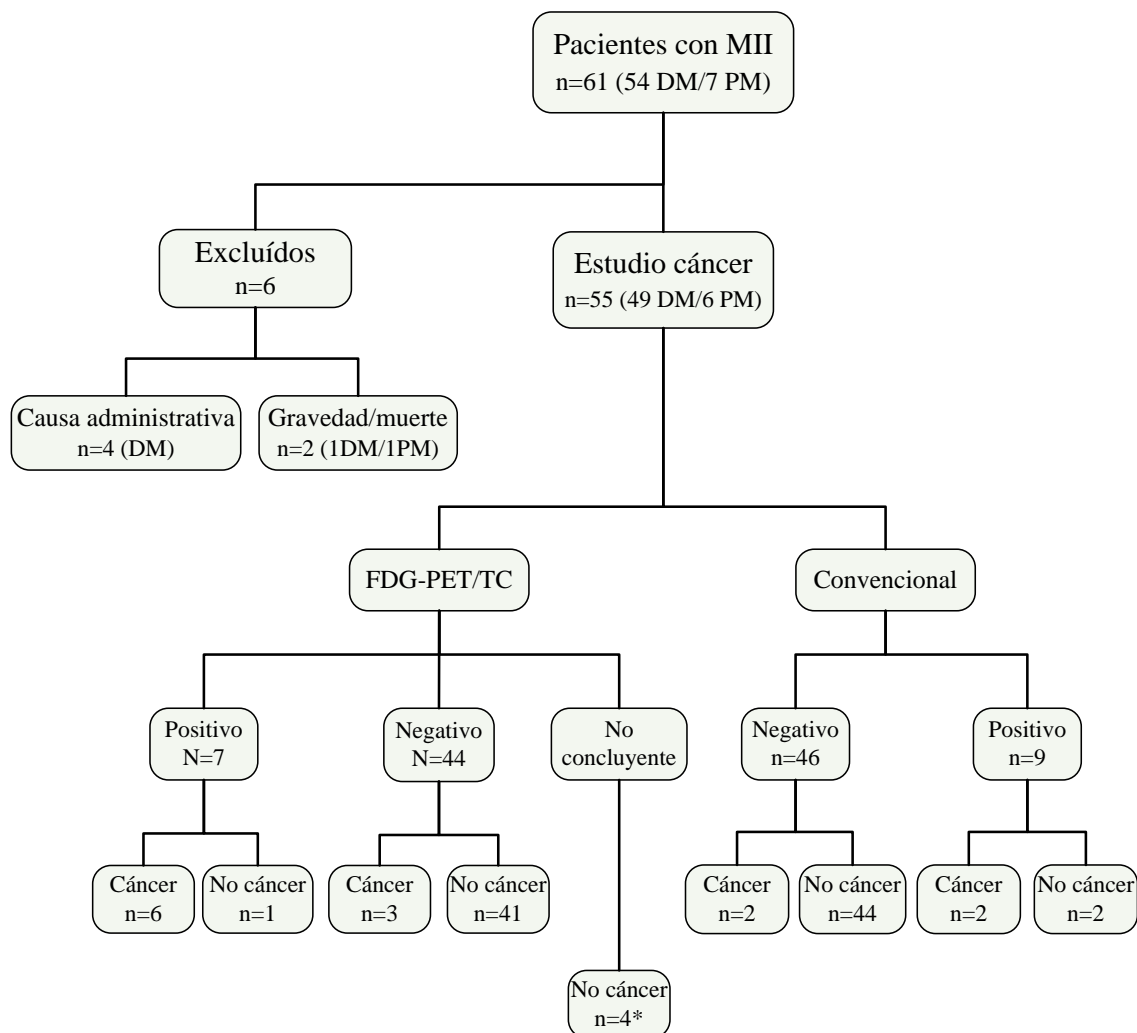 Pacientes con MII
n=61 (54 DM/7 PM)
Excluídos
n=6
Estudio cáncer
n=55 (49 DM/6 PM)
Causa administrativa
n=4 (DM)
Gravedad/muerte
n=2 (1DM/1PM)
FDG-PET/TC
Convencional
Positivo
N=7
Negativo
N=44
No
concluyente
Negativo
n=46
Positivo
n=9
Cáncer
n=6
No cáncer
n=1
Cáncer
n=3
No cáncer
n=41
Cáncer
n=2
No cáncer
n=44
Cáncer
n=2
No cáncer
n=2
No cáncer
n=4*